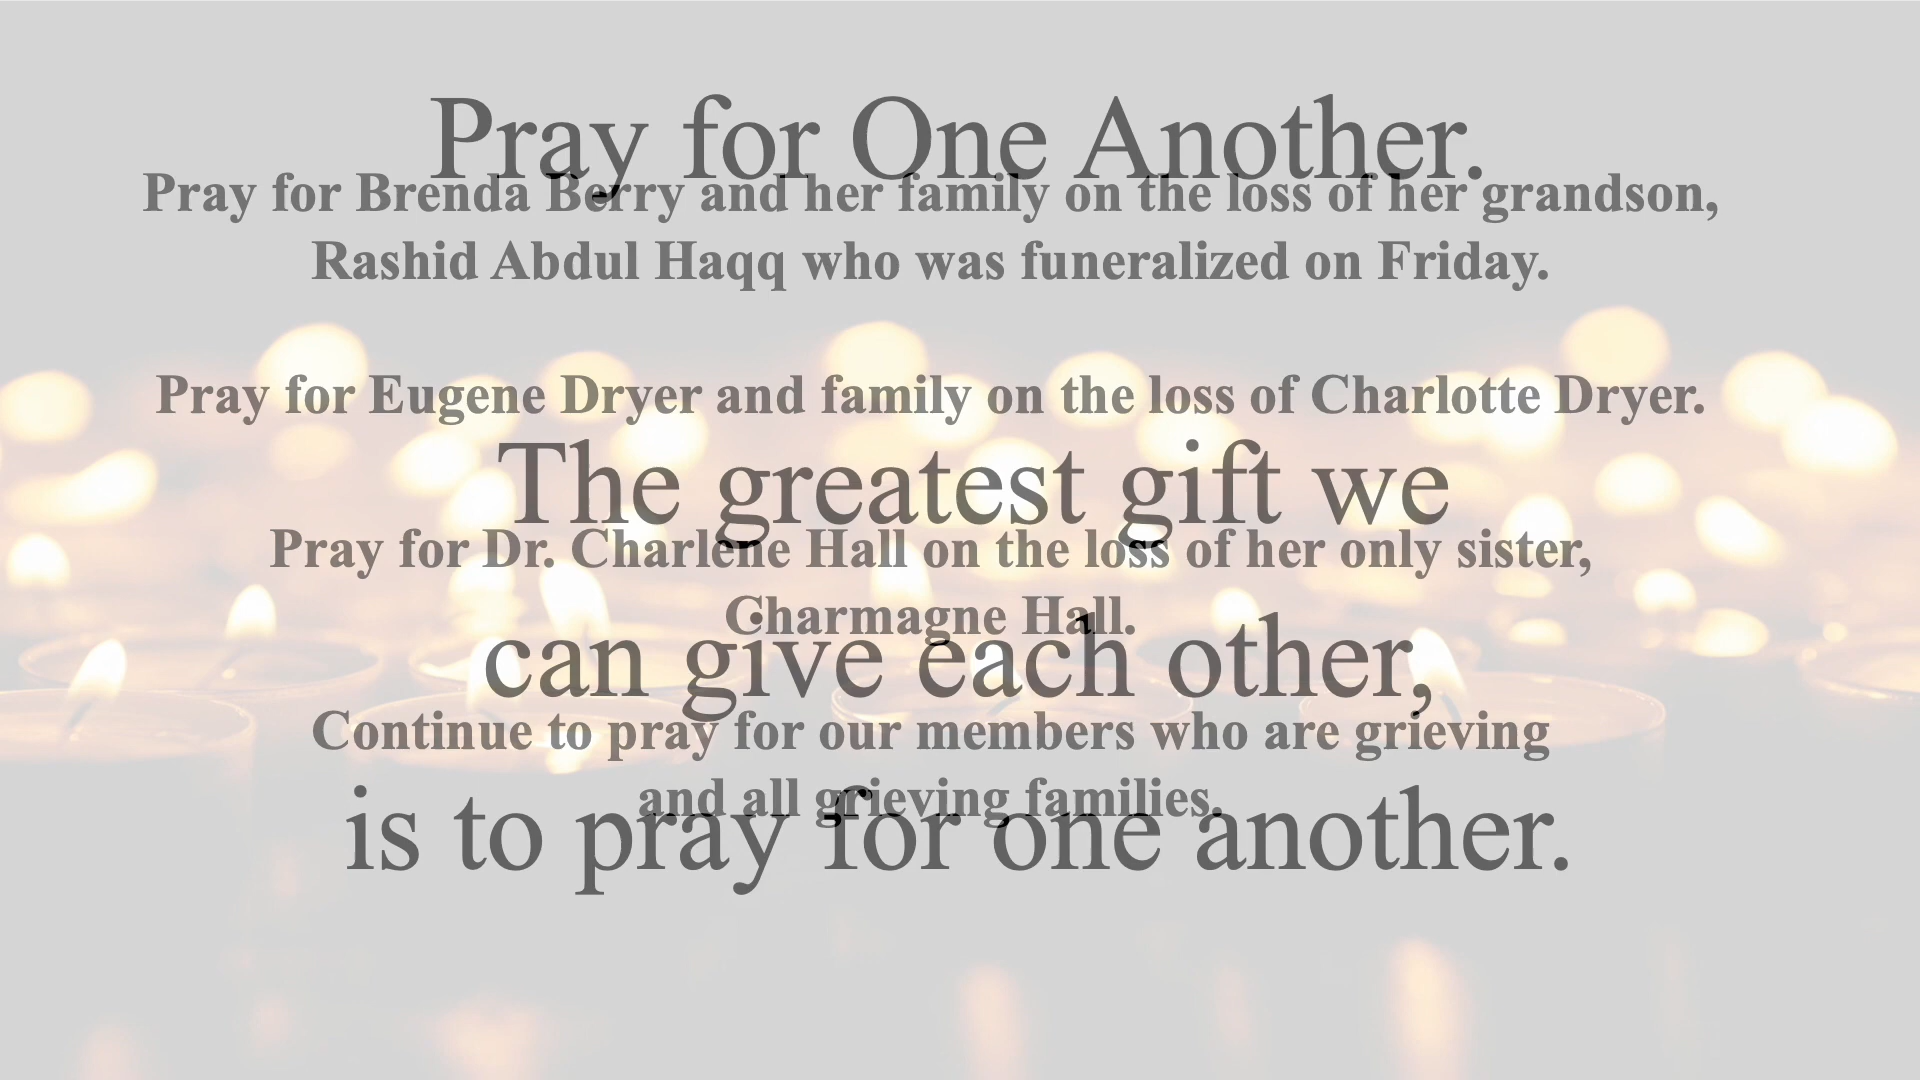 Pray for One Another.
Pray for Brenda Berry and her family on the loss of her grandson,
Rashid Abdul Haqq who was funeralized on Friday.
Pray for Eugene Dryer and family on the loss of Charlotte Dryer.
The greatest gift we
Pray for Dr. Charlene Hall on the loss of her only sister,
Charmagne Hall.
can give each other,
Continue to pray for our members who are grieving
and all grieving families.
is to pray for one another.